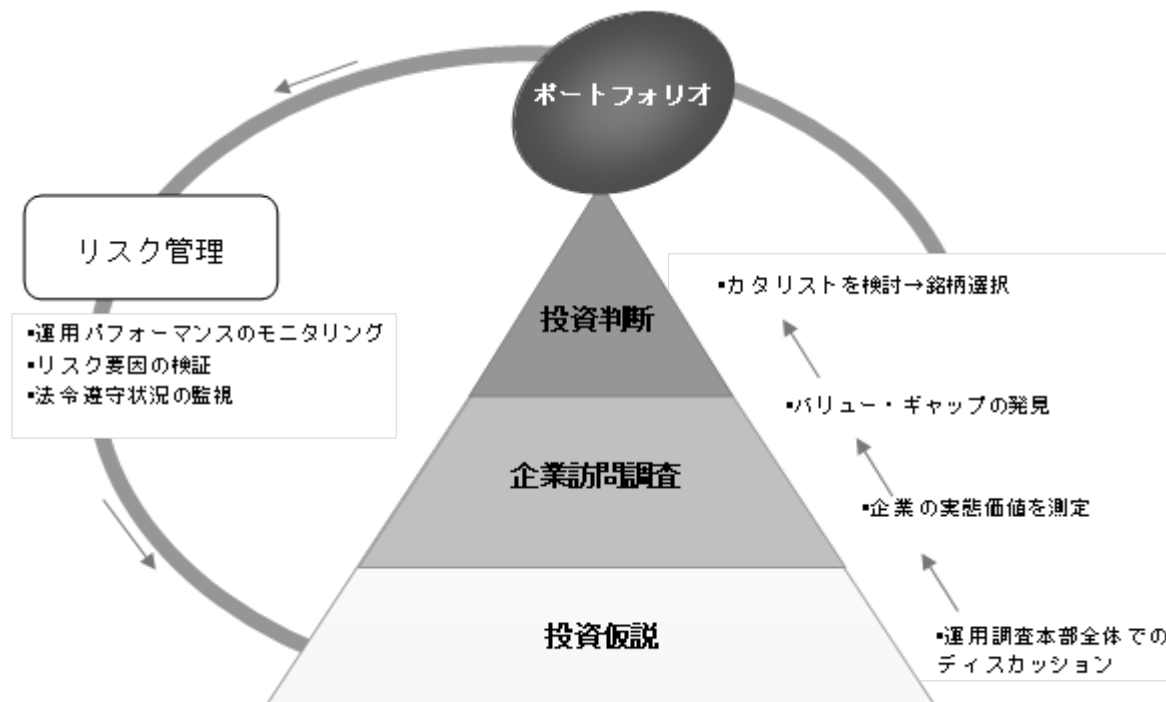 ポートフォリオ
リスク管理
▪運用パフォーマンスのモニタリング
▪リスク要因の検証
▪法令遵守状況の監視
投資判断
企業訪問調査
投資仮説
▪カタリストを検討→銘柄選択
▪バリュー・ギャップの発見
▪企業の実態価値を測定
▪運用調査本部全体での
ディスカッション